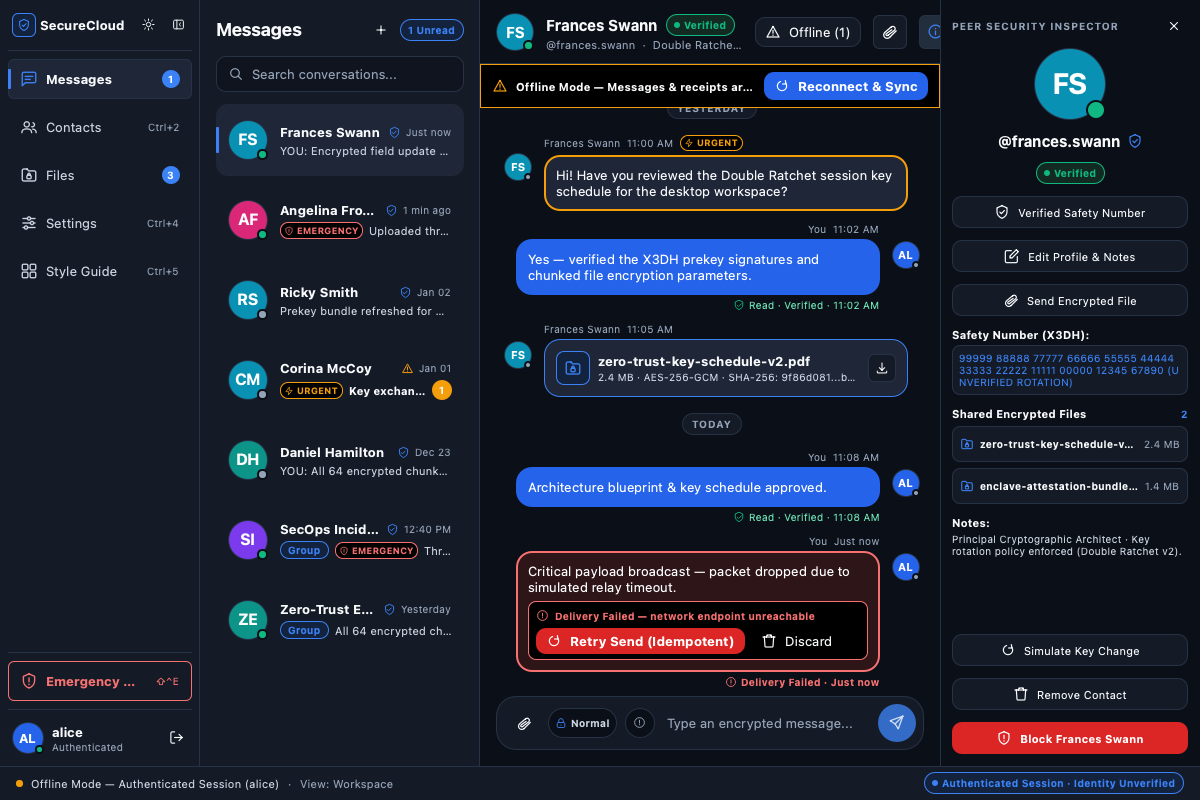 SecureCloud
Messages 1
Contacts Ctrl+2
Files 3
Settings Ctrl+4
Style Guide Ctrl+5
Emergency ... ⇧^E
AL alice
Authenticated
Messages + 1 Unread
Search conversations...
FS Frances Swann Just now
YOU: Encrypted field update ...
AF Angelina Fro... 1 min ago
EMERGENCY Uploaded thr...
RS Ricky Smith Jan 02
Prekey bundle refreshed for ...
CM Corina McCoy Jan 01
URGENT Key exchan... 1
DH Daniel Hamilton Dec 23
YOU: All 64 encrypted chunk...
SI SecOps Incid... 12:40 PM
Group EMERGENCY Thr...
ZE Zero-Trust E... Yesterday
Group All 64 encrypted ch...
FS Frances Swann Verified
@frances.swann · Double Ratche...
Offline (1)
Offline Mode — Messages & receipts ar... Reconnect & Sync
YESTERDAY
Frances Swann 11:00 AM URGENT
FS
Hi! Have you reviewed the Double Ratchet session key
schedule for the desktop workspace?
You 11:02 AM
AL
Yes — verified the X3DH prekey signatures and
chunked file encryption parameters.
Read · Verified · 11:02 AM
Frances Swann 11:05 AM
FS
zero-trust-key-schedule-v2.pdf
2.4 MB · AES-256-GCM · SHA-256: 9f86d081...b...
TODAY
You 11:08 AM
Architecture blueprint & key schedule approved. AL
Read · Verified · 11:08 AM
You Just now
AL
Critical payload broadcast — packet dropped due to
simulated relay timeout.
Delivery Failed — network endpoint unreachable
Retry Send (Idempotent) Discard
Delivery Failed · Just now
Normal Type an encrypted message...
PEER SECURITY INSPECTOR
FS
@frances.swann
Verified
Verified Safety Number
Edit Profile & Notes
Send Encrypted File
Safety Number (X3DH):
99999 88888 77777 66666 55555 44444
33333 22222 11111 00000 12345 67890 (U
NVERIFIED ROTATION)
Shared Encrypted Files 2
zero-trust-key-schedule-v... 2.4 MB
enclave-attestation-bundle... 1.4 MB
Notes:
Principal Cryptographic Architect · Key
rotation policy enforced (Double Ratchet v2).
Simulate Key Change
Remove Contact
Block Frances Swann
Offline Mode — Authenticated Session (alice) · View: Workspace
Authenticated Session · Identity Unverified